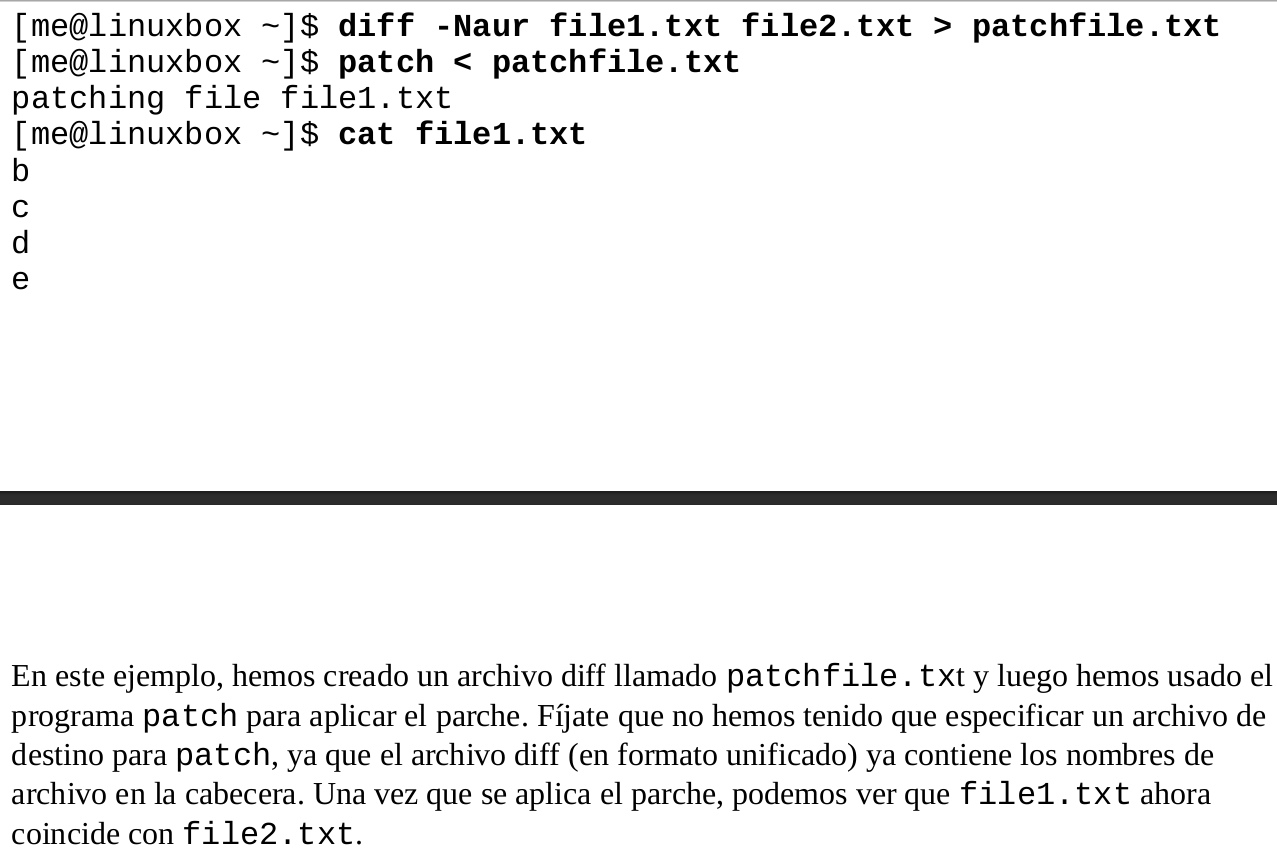 [me@linuxbox ~]$ diff -Naur file1.txt file2.txt > patchfile.txt
[me@linuxbox ~]$ patch < patchfile.txt
patching file file1.txt
[me@linuxbox ~]$ cat file1.txt
b
c
d
e
En este ejemplo, hemos creado un archivo diff llamado patchfile.txt y luego hemos usado el
programa patch para aplicar el parche. Fíjate que no hemos tenido que especificar un archivo de
destino para patch, ya que el archivo diff (en formato unificado) ya contiene los nombres de
archivo en la cabecera. Una vez que se aplica el parche, podemos ver que file1.txt ahora
coincide con file2.txt.